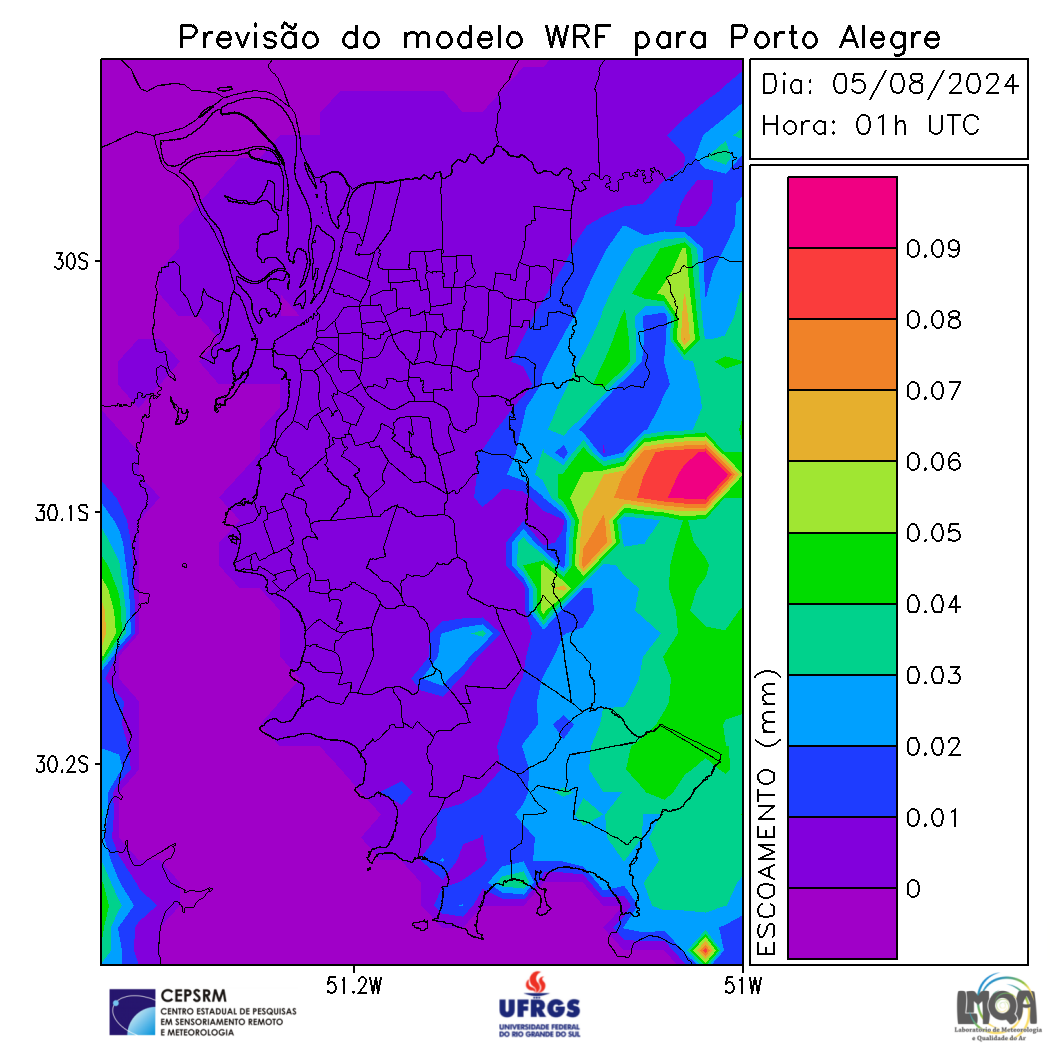 Previsão do modelo WRF para Porto Alegre
Dia: 05/08/2024
Hora: 01h UTC
30S
30.1S
30.2S
51.2W
51W
0.09
0.08
0.07
0.06
0.05
0.04
0.03
0.02
0.01
0
ESCOAMENTO (mm)
CEPSRM
CENTRO ESTADUAL DE PESQUISAS
EM SENSORIAMENTO REMOTO
E METEOROLOGIA
UFRGS
UNIVERSIDADE FEDERAL
DO RIO GRANDE DO SUL
LMQA
Laboratório de Meteorologia
e Qualidade do Ar